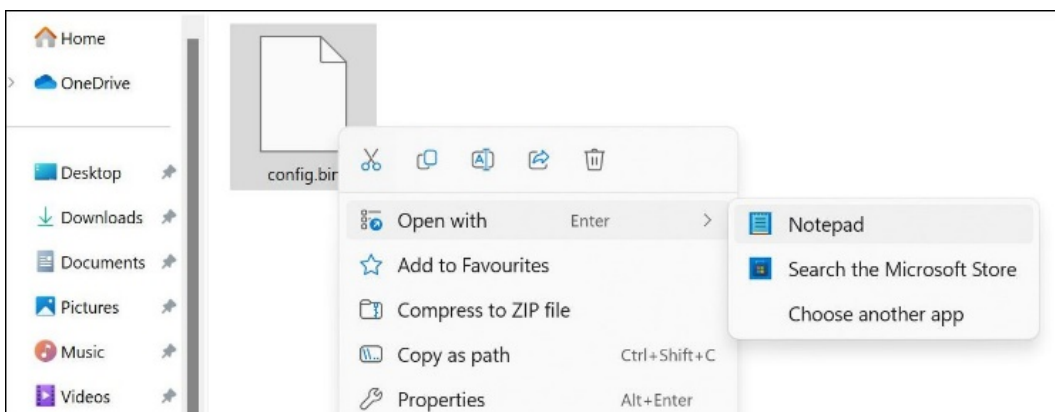 Home
OneDrive
Desktop
Downloads
Documents
Pictures
Music
Videos
config.bin
Open with Enter
Add to Favourites
Compress to ZIP file
Copy as path Ctrl+Shift+C
Properties Alt+Enter
Notepad
Search the Microsoft Store
Choose another app